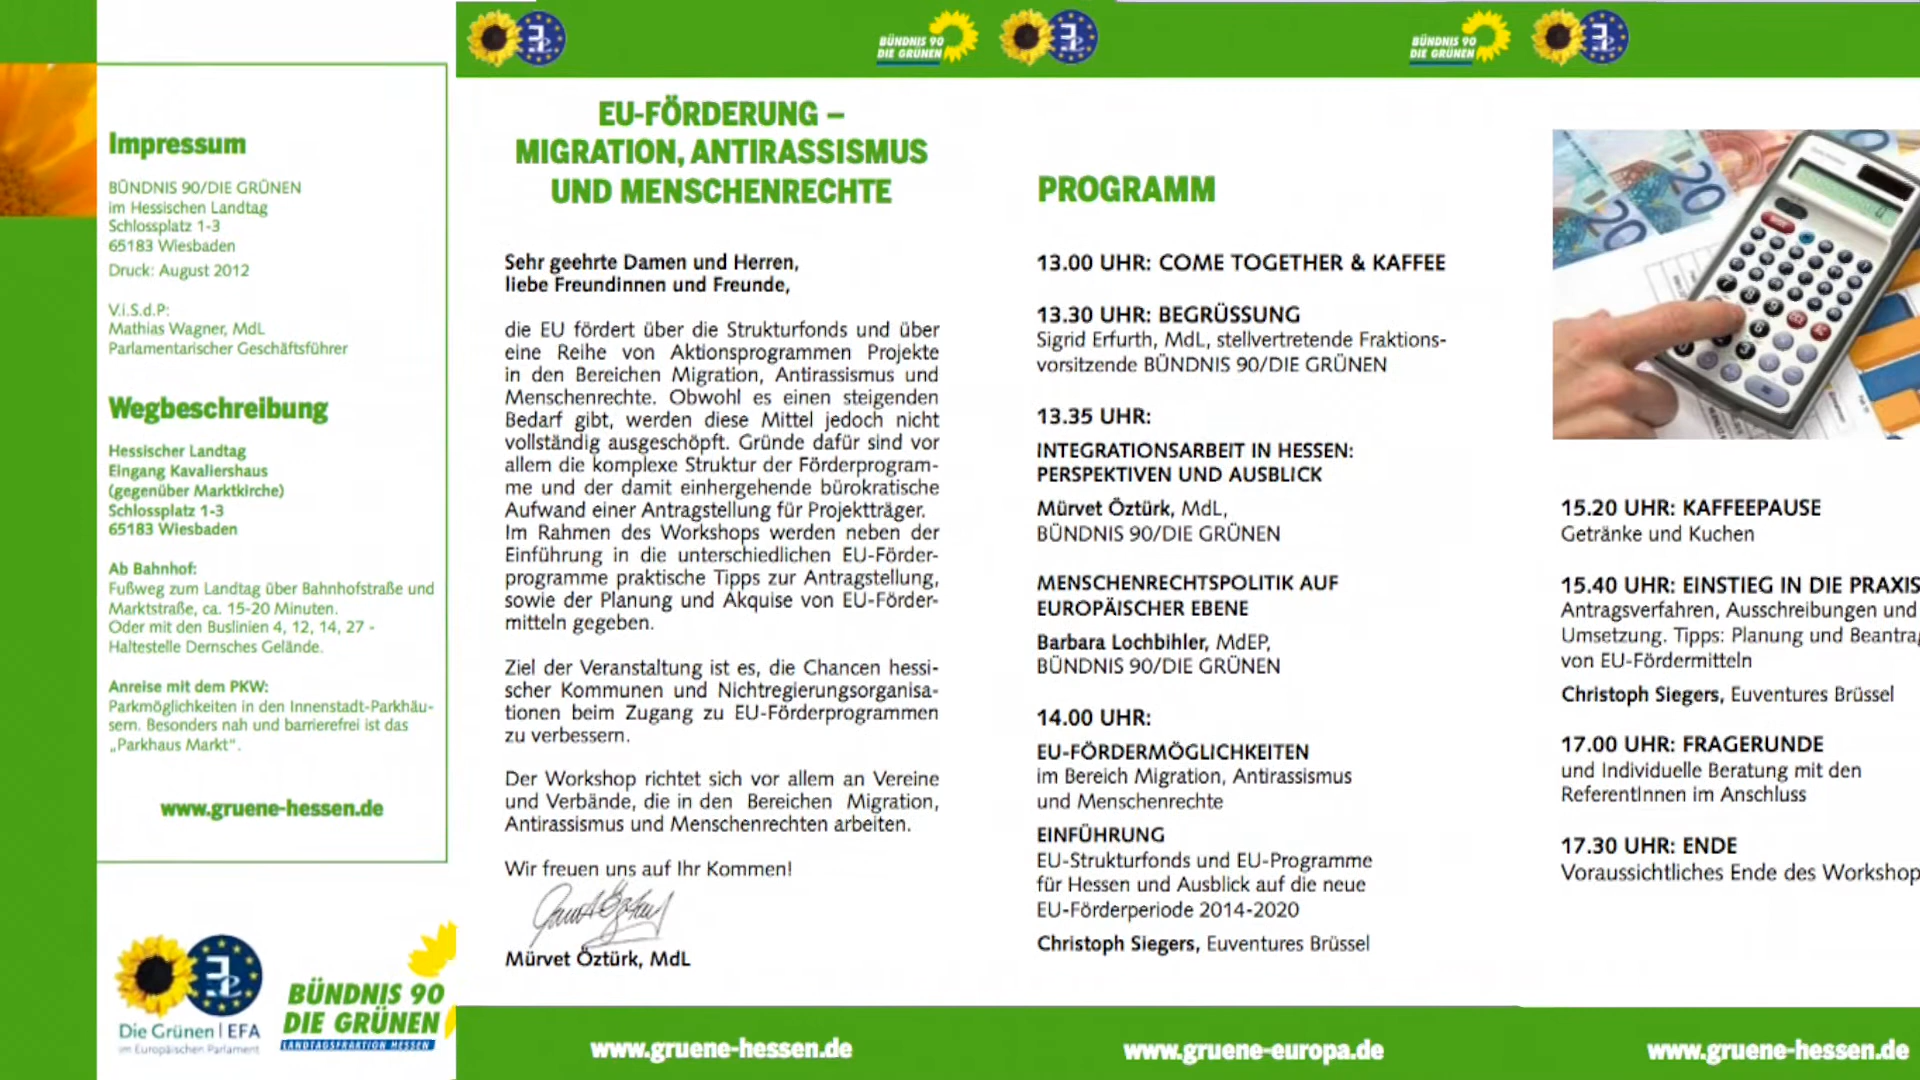 Impressum
BÜNDNIS 90/DIE GRÜNEN
im Hessischen Landtag
Schlossplatz 1-3
65183 Wiesbaden
Druck: August 2012
V.i.S.d.P:
Mathias Wagner, MdL
Parlamentarischer Geschäftsführer
Wegbeschreibung
Hessischer Landtag
Eingang Kavaliershaus
(gegenüber Marktkirche)
Schlossplatz 1-3
65183 Wiesbaden
Ab Bahnhof:
Fußweg zum Landtag über Bahnhofstraße und
Marktstraße, ca. 15-20 Minuten.
Oder mit den Buslinien 4, 12, 14, 27 -
Haltestelle Dernsches Gelände.
Anreise mit dem PKW:
Parkmöglichkeiten in den Innenstadt-Parkhäu-
sern. Besonders nah und barrierefrei ist das
„Parkhaus Markt".
www.gruene-hessen.de
Die Grünen | EFA
im Europäischen Parlament
BÜNDNIS 90
DIE GRÜNEN
LANDTAGSFRAKTION HESSEN
BÜNDNIS 90
DIE GRÜNEN
EU-FÖRDERUNG –
MIGRATION, ANTIRASSISMUS
UND MENSCHENRECHTE
Sehr geehrte Damen und Herren,
liebe Freundinnen und Freunde,
die EU fördert über die Strukturfonds und über
eine Reihe von Aktionsprogrammen Projekte
in den Bereichen Migration, Antirassismus und
Menschenrechte. Obwohl es einen steigenden
Bedarf gibt, werden diese Mittel jedoch nicht
vollständig ausgeschöpft. Gründe dafür sind vor
allem die komplexe Struktur der Förderprogram-
me und der damit einhergehende bürokratische
Aufwand einer Antragstellung für Projektträger.
Im Rahmen des Workshops werden neben der
Einführung in die unterschiedlichen EU-Förder-
programme praktische Tipps zur Antragstellung,
sowie der Planung und Akquise von EU-Förder-
mitteln gegeben.
Ziel der Veranstaltung ist es, die Chancen hessi-
scher Kommunen und Nichtregierungsorganisa-
tionen beim Zugang zu EU-Förderprogrammen
zu verbessern.
Der Workshop richtet sich vor allem an Vereine
und Verbände, die in den Bereichen Migration,
Antirassismus und Menschenrechten arbeiten.
Wir freuen uns auf Ihr Kommen!
Mürvet Öztürk, MdL
www.gruene-hessen.de
BÜNDNIS 90
DIE GRÜNEN
PROGRAMM
13.00 UHR: COME TOGETHER & KAFFEE
13.30 UHR: BEGRÜSSUNG
Sigrid Erfurth, MdL, stellvertretende Fraktions-
vorsitzende BÜNDNIS 90/DIE GRÜNEN
13.35 UHR:
INTEGRATIONSARBEIT IN HESSEN:
PERSPEKTIVEN UND AUSBLICK
Mürvet Öztürk, MdL,
BÜNDNIS 90/DIE GRÜNEN
MENSCHENRECHTSPOLITIK AUF
EUROPÄISCHER EBENE
Barbara Lochbihler, MdEP,
BÜNDNIS 90/DIE GRÜNEN
14.00 UHR:
EU-FÖRDERMÖGLICHKEITEN
im Bereich Migration, Antirassismus
und Menschenrechte
EINFÜHRUNG
EU-Strukturfonds und EU-Programme
für Hessen und Ausblick auf die neue
EU-Förderperiode 2014-2020
Christoph Siegers, Euventures Brüssel
www.gruene-europa.de
20
20
15.20 UHR: KAFFEEPAUSE
Getränke und Kuchen
15.40 UHR: EINSTIEG IN DIE PRAXIS
Antragsverfahren, Ausschreibungen und
Umsetzung. Tipps: Planung und Beantrag
von EU-Fördermitteln
Christoph Siegers, Euventures Brüssel
17.00 UHR: FRAGERUNDE
und Individuelle Beratung mit den
ReferentInnen im Anschluss
17.30 UHR: ENDE
Voraussichtliches Ende des Workshop
www.gruene-hessen.de